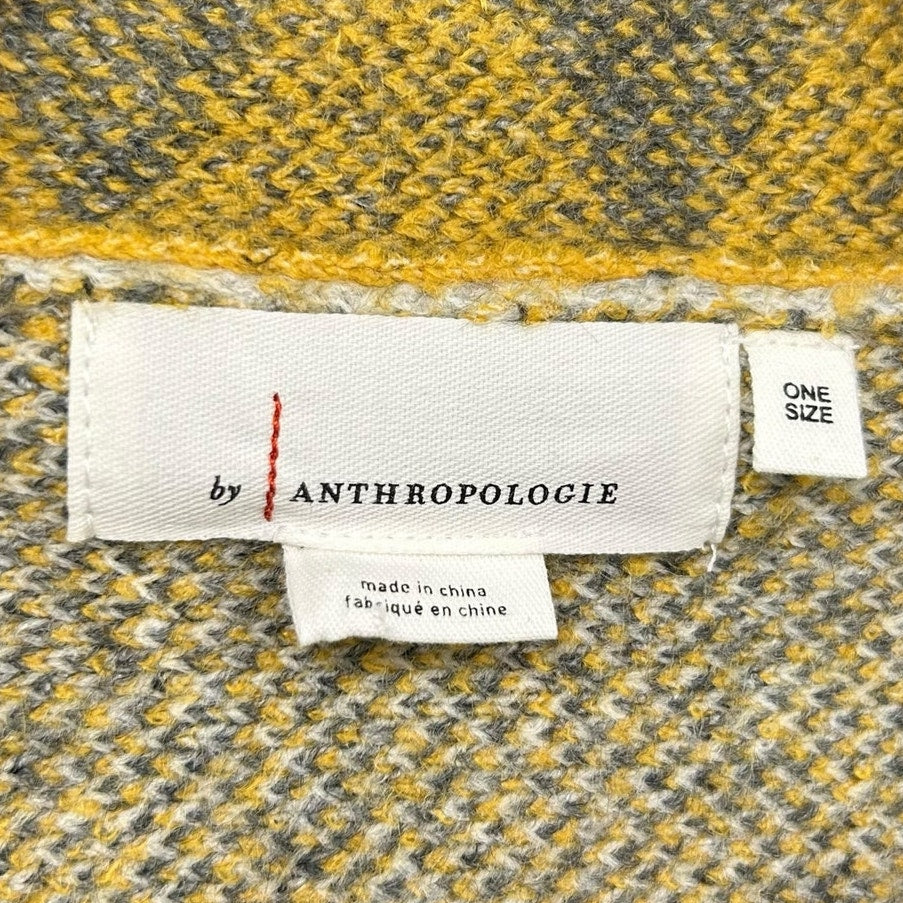 by ANTHROPOLOGIE
ONE
SIZE
made in china
fabriqué en chine